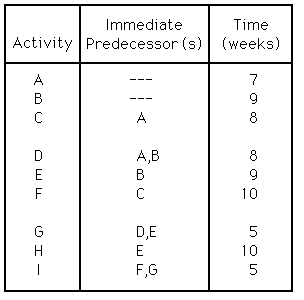 Activity Immediate Predecessor(s) Time (weeks)
A --- 7
B --- 9
C A 8
D A,B 8
E B 9
F C 10
G D,E 5
H E 10
I F,G 5